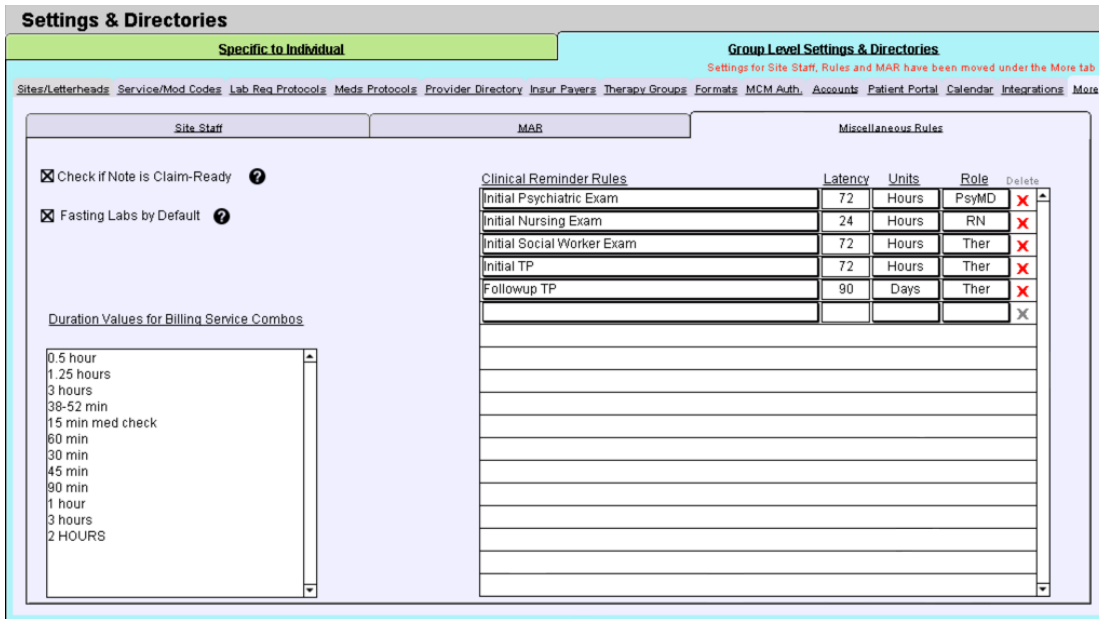 Settings & Directories
Specific to Individual
Group Level Settings & Directories
Settings for Site Staff, Rules and MAR have been moved under the More tab
Sites/Letterheads Service/Mod Codes Lab Req Protocols Meds Protocols Provider Directory Insur Payers Therapy Groups Formats MCM Auth. Accounts Patient Portal Calendar Integrations More
Site Staff MAR Miscellaneous Rules
Check if Note is Claim-Ready ?
Fasting Labs by Default ?
Duration Values for Billing Service Combos
0.5 hour
1.25 hours
3 hours
38-52 min
15 min med check
60 min
30 min
45 min
90 min
1 hour
3 hours
2 HOURS
Clinical Reminder Rules Latency Units Role Delete
Initial Psychiatric Exam 72 Hours PsyMD X
Initial Nursing Exam 24 Hours RN X
Initial Social Worker Exam 72 Hours Ther X
Initial TP 72 Hours Ther X
Followup TP 90 Days Ther X
X